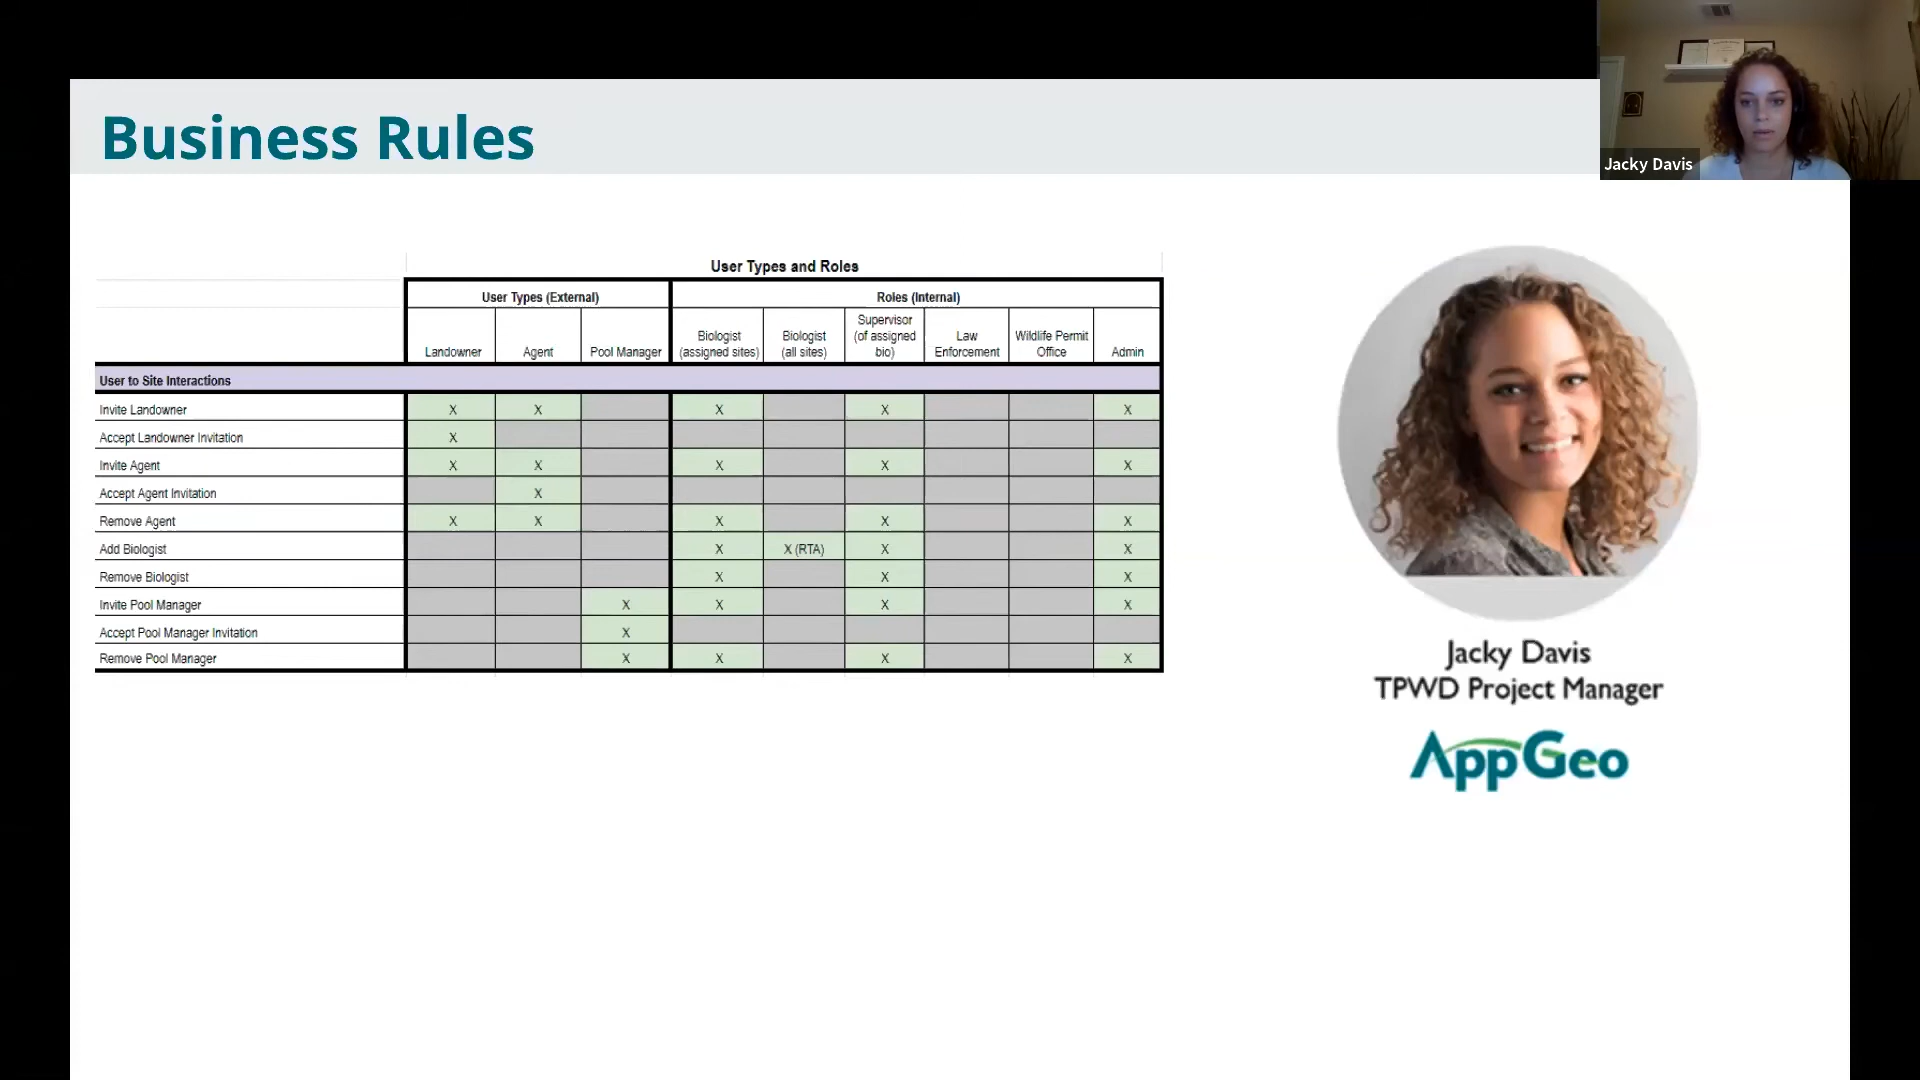 Business Rules
Jacky Davis
User Types and Roles
User Types (External) Roles (Internal)
Landowner Agent Pool Manager Biologist (assigned sites) Biologist (all sites) Supervisor (of assigned bio) Law Enforcement Wildlife Permit Office Admin
User to Site Interactions
Invite Landowner X X X X X
Accept Landowner Invitation X
Invite Agent X X X X X
Accept Agent Invitation X
Remove Agent X X X X X
Add Biologist X X (RTA) X X
Remove Biologist X X X
Invite Pool Manager X X X X
Accept Pool Manager Invitation X
Remove Pool Manager X X X X
Jacky Davis
TPWD Project Manager
AppGeo